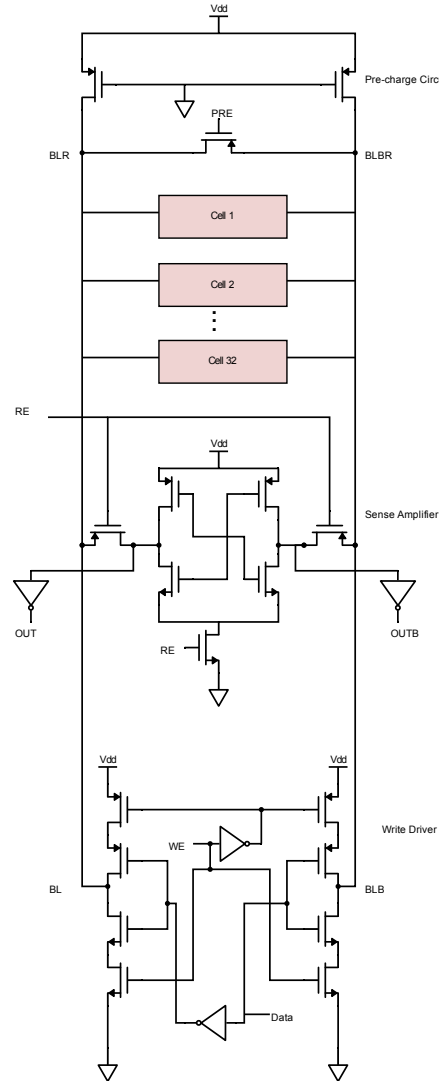 Vdd
Pre-charge Circ
PRE
BLR
BLBR
Cell 1
Cell 2
Cell 32
RE
Vdd
Sense Amplifier
OUT
OUTB
RE
Vdd
Vdd
Write Driver
WE
BL
BLB
Data